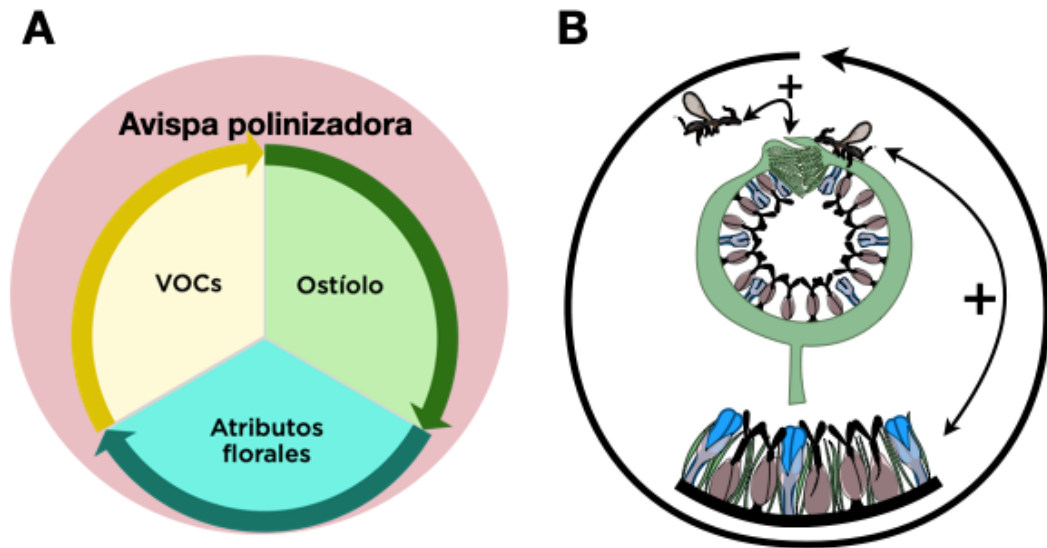 A
B
Avispa polinizadora
VOCs
Ostíolo
Atributos
florales
+
+